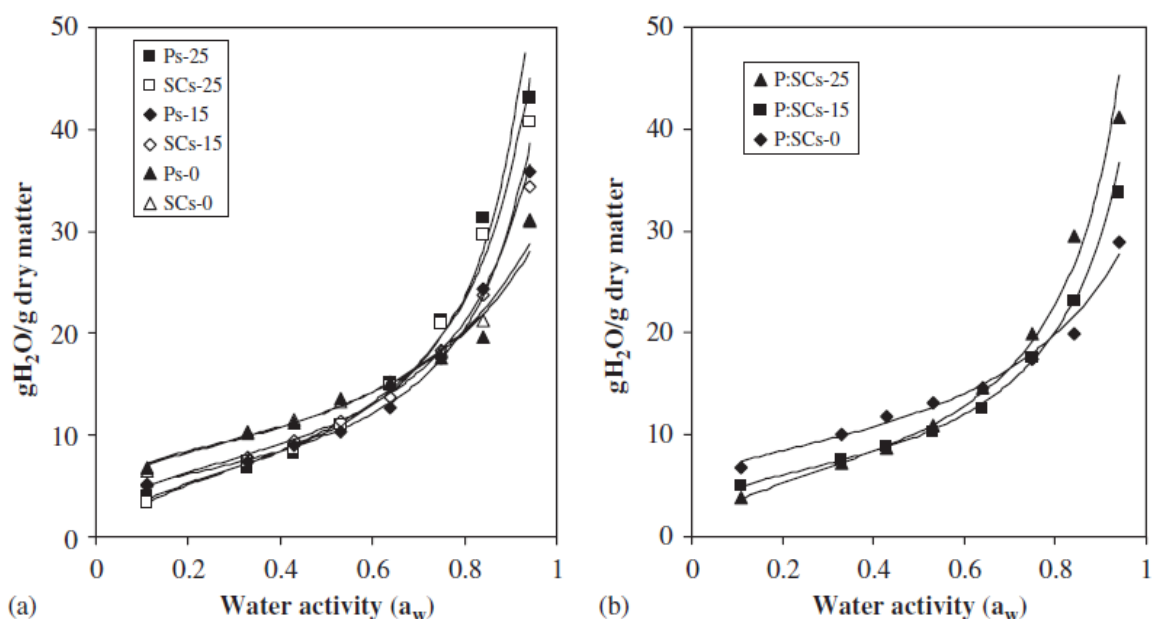 50
40
30
20
10
0
gH₂O/g dry matter
Ps-25
SCs-25
Ps-15
SCs-15
Ps-0
SCs-0
0
0.2
0.4
0.6
0.8
1
Water activity (aw)
(a)
50
40
30
20
10
0
gH₂O/g dry matter
P:SCs-25
P:SCs-15
P:SCs-0
0
0.2
0.4
0.6
0.8
1
Water activity (aw)
(b)